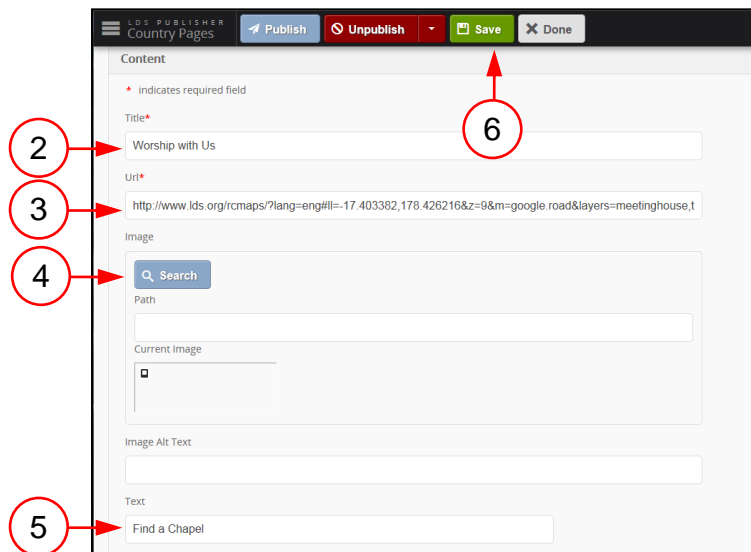 LDS PUBLISHER
Country Pages
Publish
Unpublish
Save
Done
Content
* indicates required field
6
Title*
2
Worship with Us
Url*
3
http://www.lds.org/rcmaps/?lang=eng#ll=-17.403382,178.426216&z=9&m=google.road&layers=meetinghouse,t
Image
4
Search
Path
Current Image
Image Alt Text
Text
5
Find a Chapel